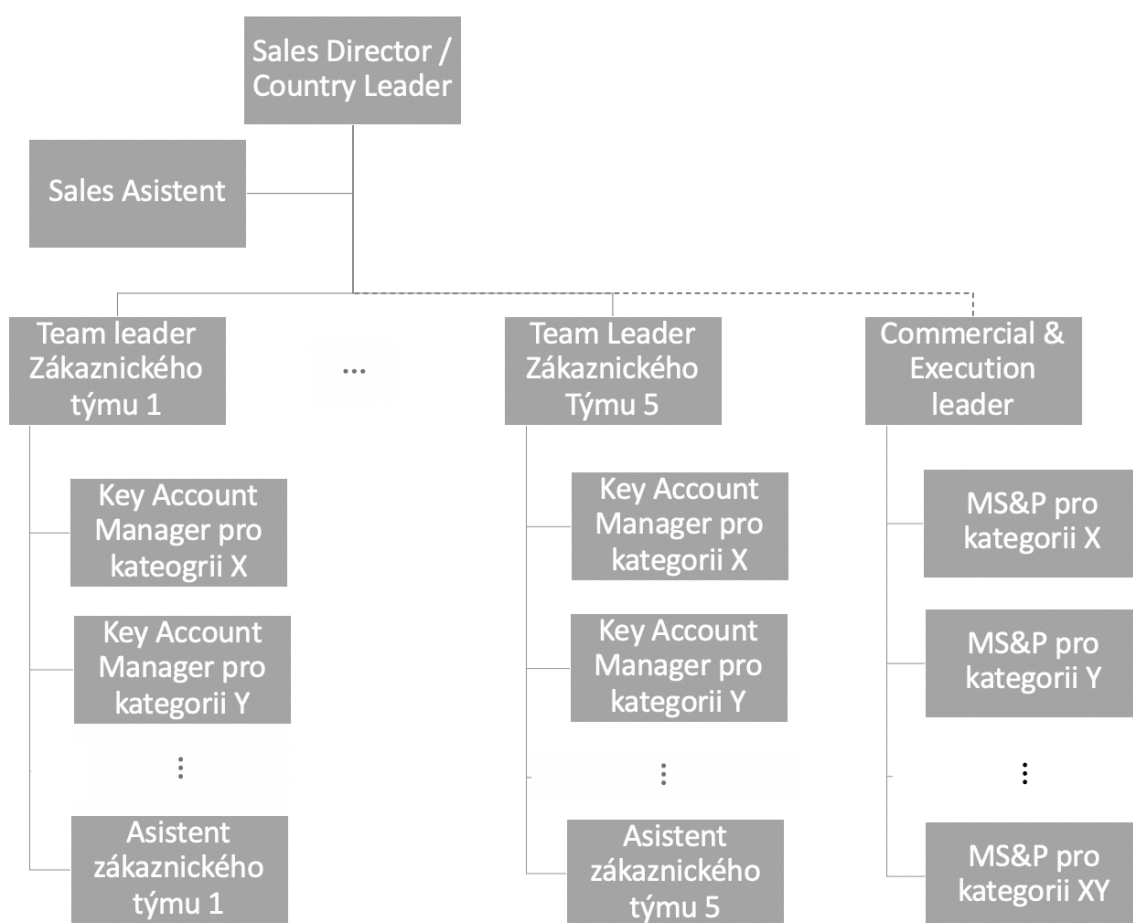 Sales Director /
Country Leader
Sales Asistent
Team leader
Zákaznického
týmu 1
...
Team Leader
Zákaznického
Týmu 5
Commercial &
Execution
leader
Key Account
Manager pro
kateogrii X
Key Account
Manager pro
kategorii X
MS&P pro
kategorii X
Key Account
Manager pro
kategorii Y
Key Account
Manager pro
kategorii Y
MS&P pro
kategorii Y
...
...
...
Asistent
zákaznického
týmu 1
Asistent
zákaznického
týmu 5
MS&P pro
kategorii XY